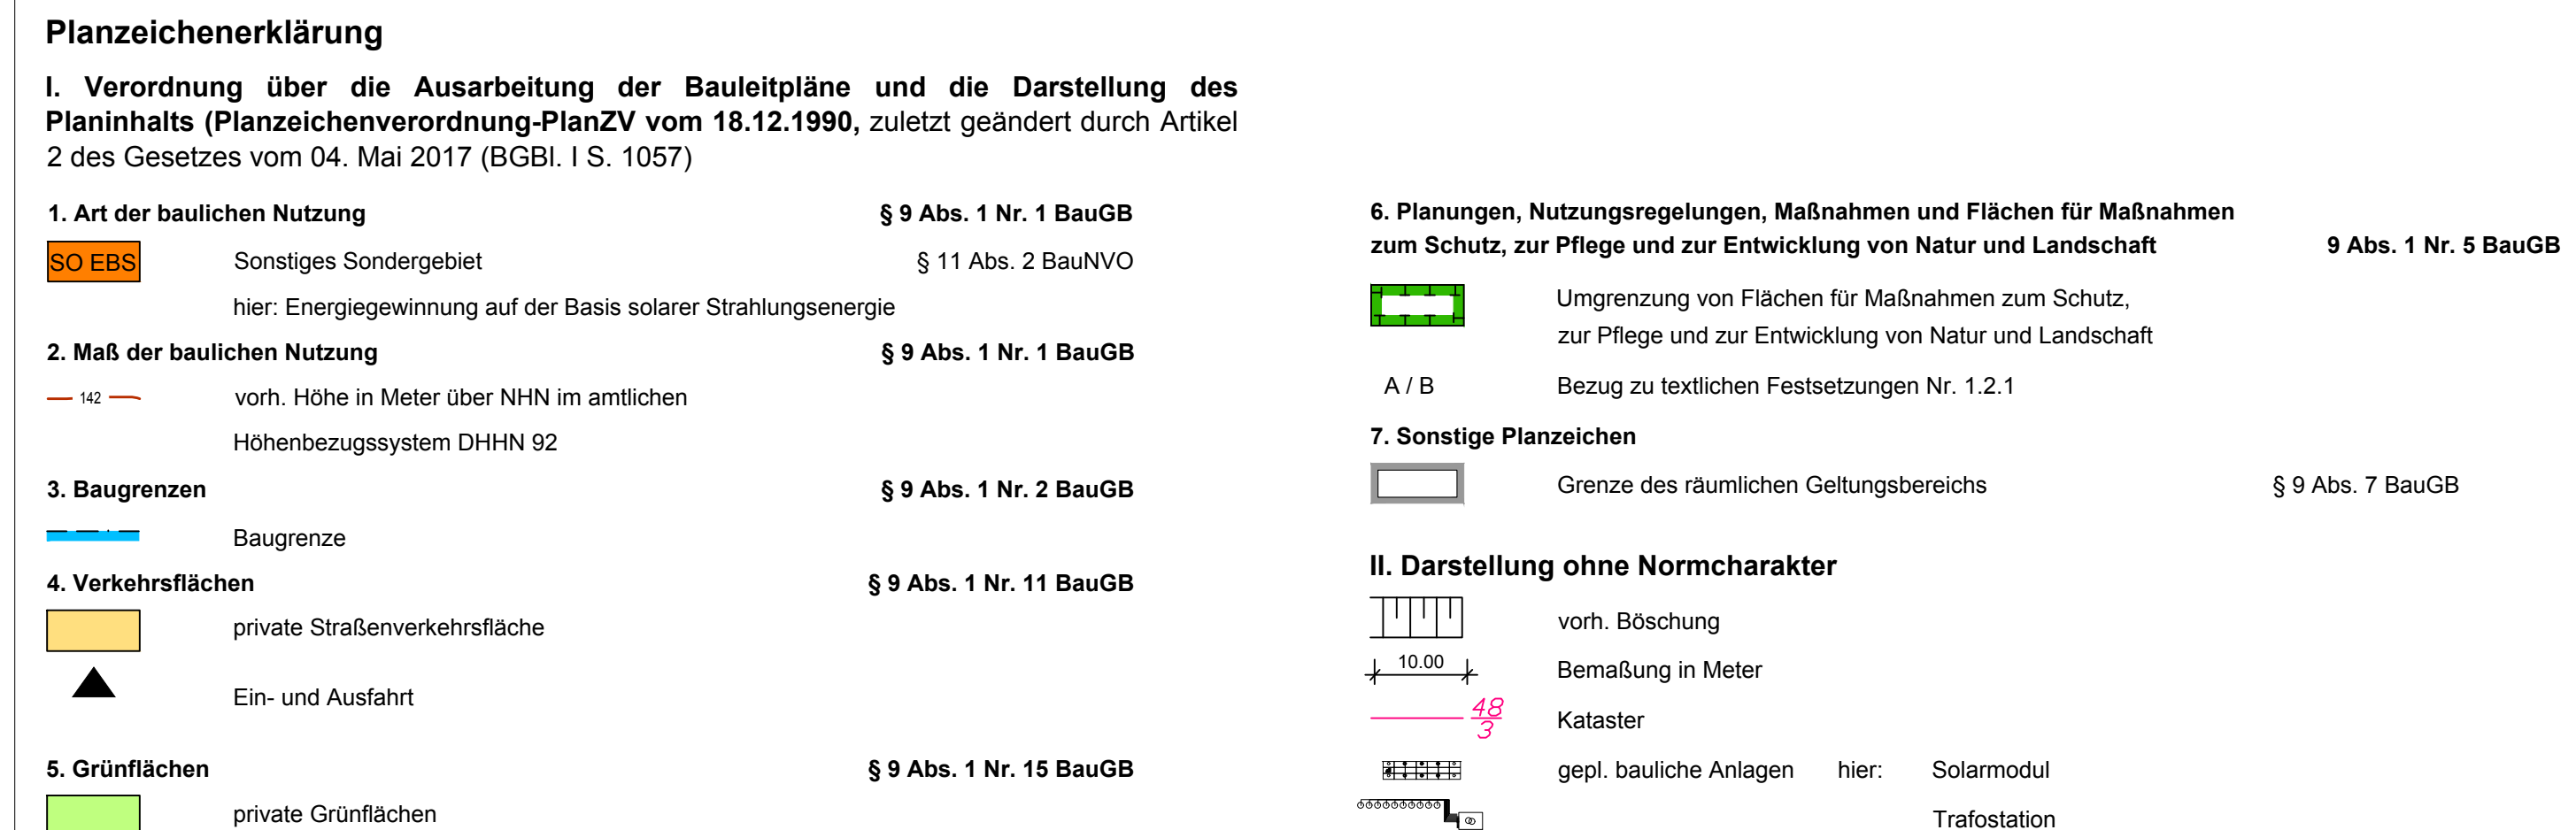 Planzeichenerklärung
I. Verordnung über die Ausarbeitung der Bauleitpläne und die Darstellung des
Planinhalts (Planzeichenverordnung-PlanZV vom 18.12.1990, zuletzt geändert durch Artikel
2 des Gesetzes vom 04. Mai 2017 (BGBl. I S. 1057)
1. Art der baulichen Nutzung § 9 Abs. 1 Nr. 1 BauGB
SO EBS Sonstiges Sondergebiet § 11 Abs. 2 BauNVO
hier: Energiegewinnung auf der Basis solarer Strahlungsenergie
2. Maß der baulichen Nutzung § 9 Abs. 1 Nr. 1 BauGB
142 vorh. Höhe in Meter über NHN im amtlichen
Höhenbezugssystem DHHN 92
3. Baugrenzen § 9 Abs. 1 Nr. 2 BauGB
Baugrenze
4. Verkehrsflächen § 9 Abs. 1 Nr. 11 BauGB
private Straßenverkehrsfläche
Ein- und Ausfahrt
5. Grünflächen § 9 Abs. 1 Nr. 15 BauGB
private Grünflächen
6. Planungen, Nutzungsregelungen, Maßnahmen und Flächen für Maßnahmen
zum Schutz, zur Pflege und zur Entwicklung von Natur und Landschaft 9 Abs. 1 Nr. 5 BauGB
Umgrenzung von Flächen für Maßnahmen zum Schutz,
zur Pflege und zur Entwicklung von Natur und Landschaft
A / B Bezug zu textlichen Festsetzungen Nr. 1.2.1
7. Sonstige Planzeichen
Grenze des räumlichen Geltungsbereichs § 9 Abs. 7 BauGB
II. Darstellung ohne Normcharakter
vorh. Böschung
10.00 Bemaßung in Meter
48
3
Kataster
gepl. bauliche Anlagen hier: Solarmodul
Trafostation